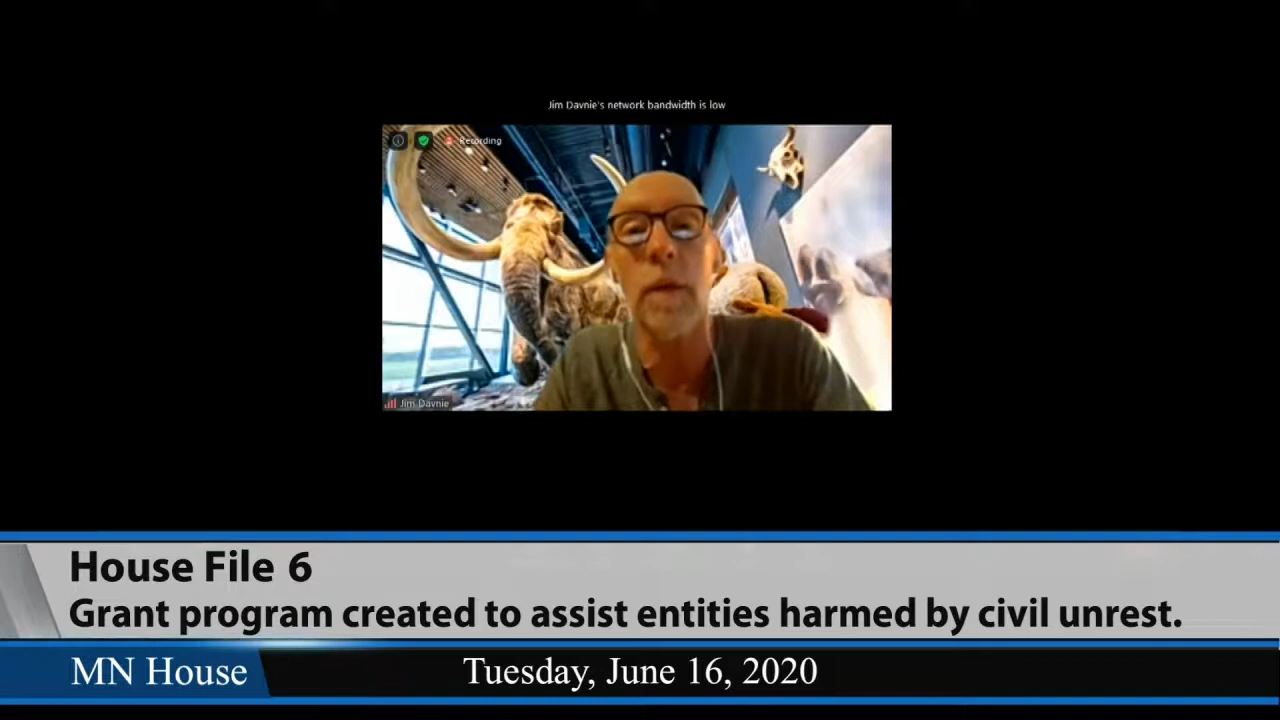 Jim Davnie's network bandwidth is low
Recording
Jim Davnie
House File 6
Grant program created to assist entities harmed by civil unrest.
MN House
Tuesday, June 16, 2020